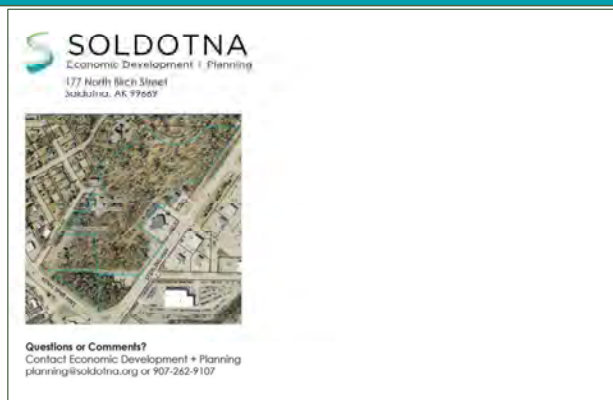 SOLDOTNA
Economic Development + Planning
177 North Birch Street
Soldotna, AK 99669
Questions or Comments?
Contact Economic Development + Planning
planning@soldotna.org or 907-262-9107